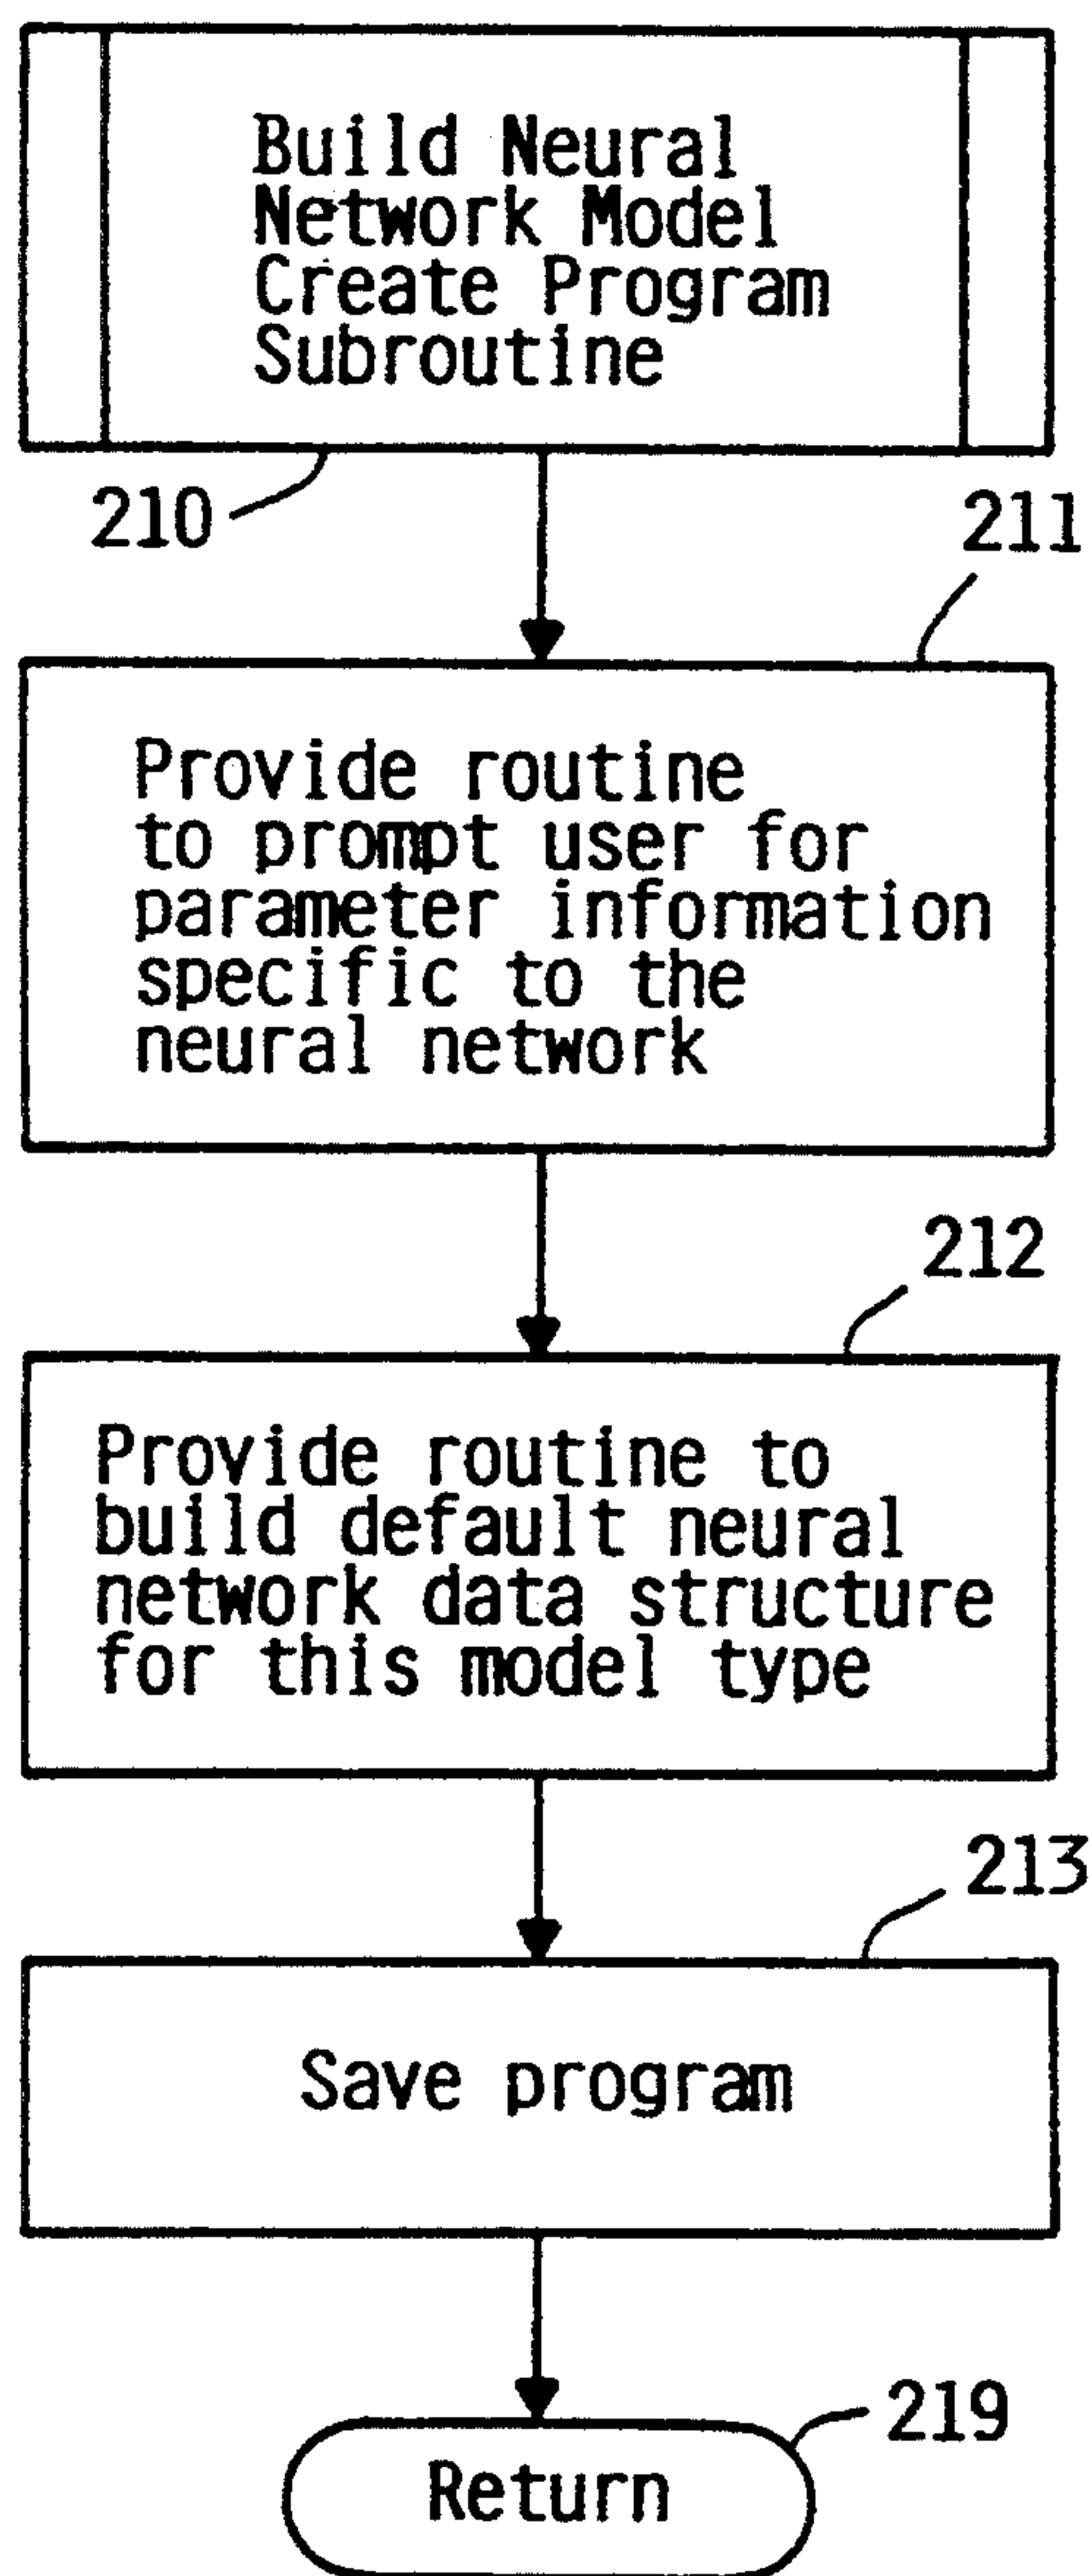 Build Neural
Network Model
Create Program
Subroutine
210
211
Provide routine
to prompt user for
parameter information
specific to the
neural network
212
Provide routine to
build default neural
network data structure
for this model type
213
Save program
219
Return